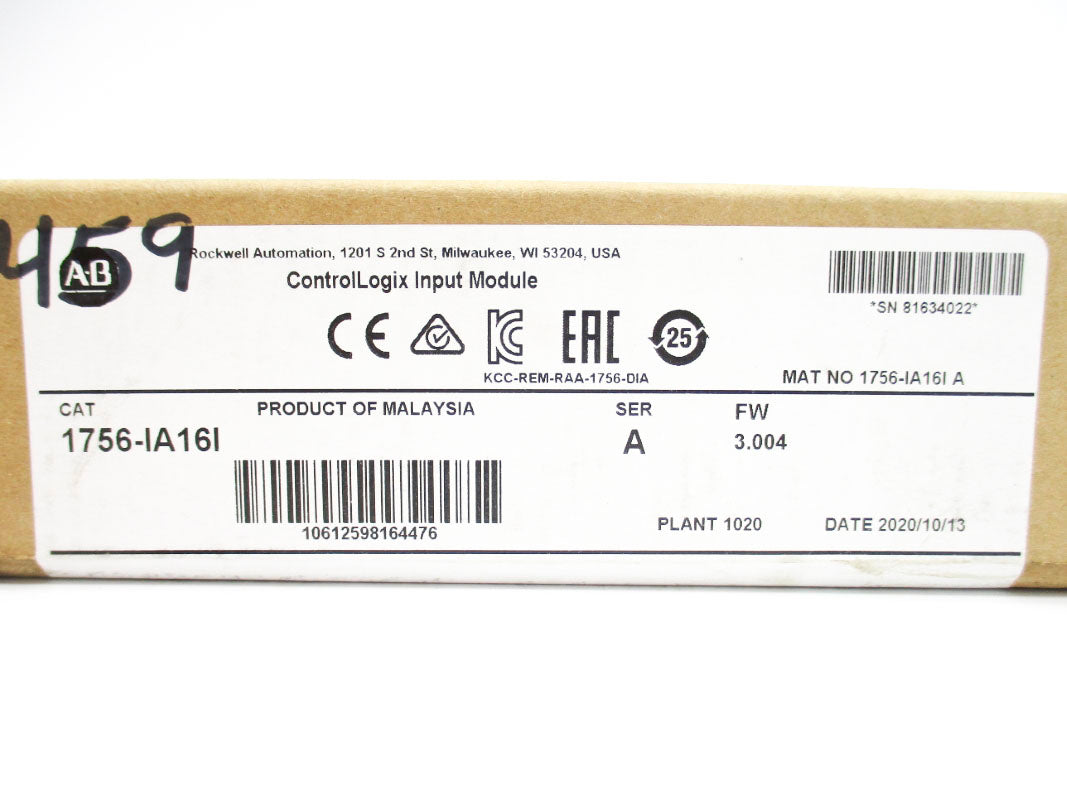 459
A·B
Rockwell Automation, 1201 S 2nd St, Milwaukee, WI 53204, USA
ControlLogix Input Module
*SN 81634022*
CE
KC
EAC
25
KCC-REM-RAA-1756-DIA
MAT NO 1756-IA16I A
CAT
PRODUCT OF MALAYSIA
SER
FW
1756-IA16I
A
3.004
10612598164476
PLANT 1020
DATE 2020/10/13